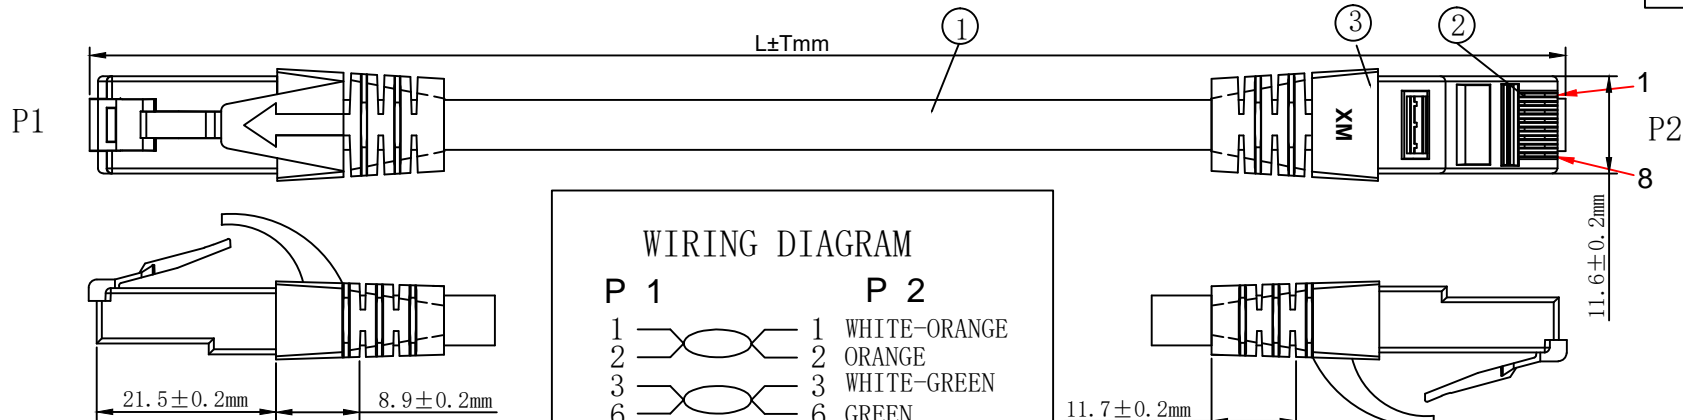 L±Tmm
1
3
2
P1
XM
1
P2
8
11.6±0.2mm
WIRING DIAGRAM
P 1 P 2
1 1 WHITE-ORANGE
2 2 ORANGE
3 3 WHITE-GREEN
6 6 GREEN
21.5±0.2mm
8.9±0.2mm
11.7±0.2mm